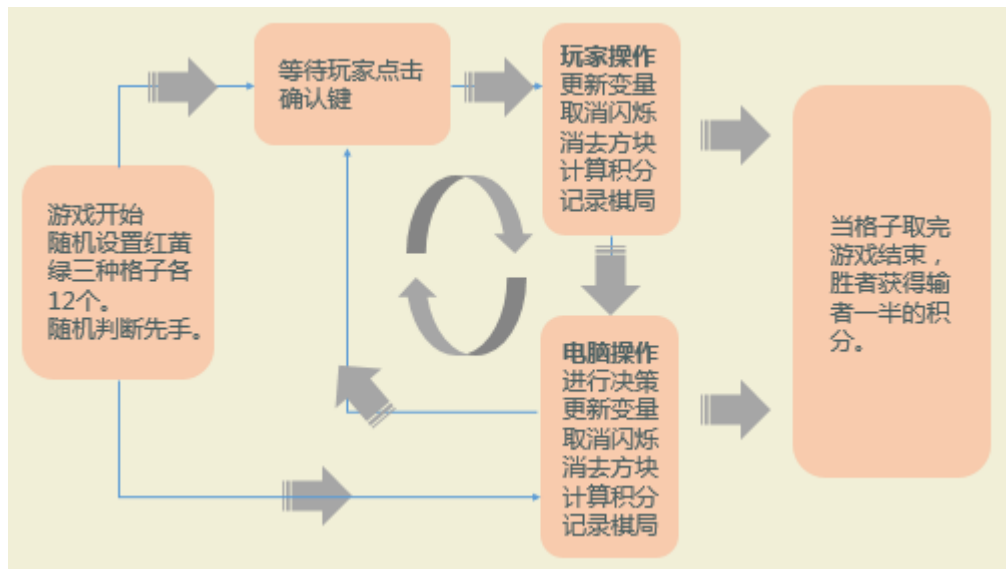 游戏开始
随机设置红黄
绿三种格子各
12个。
随机判断先手。
等待玩家点击
确认键
玩家操作
更新变量
取消闪烁
消去方块
计算积分
记录棋局
电脑操作
进行决策
更新变量
取消闪烁
消去方块
计算积分
记录棋局
当格子取完
游戏结束，
胜者获得输
者一半的积
分。